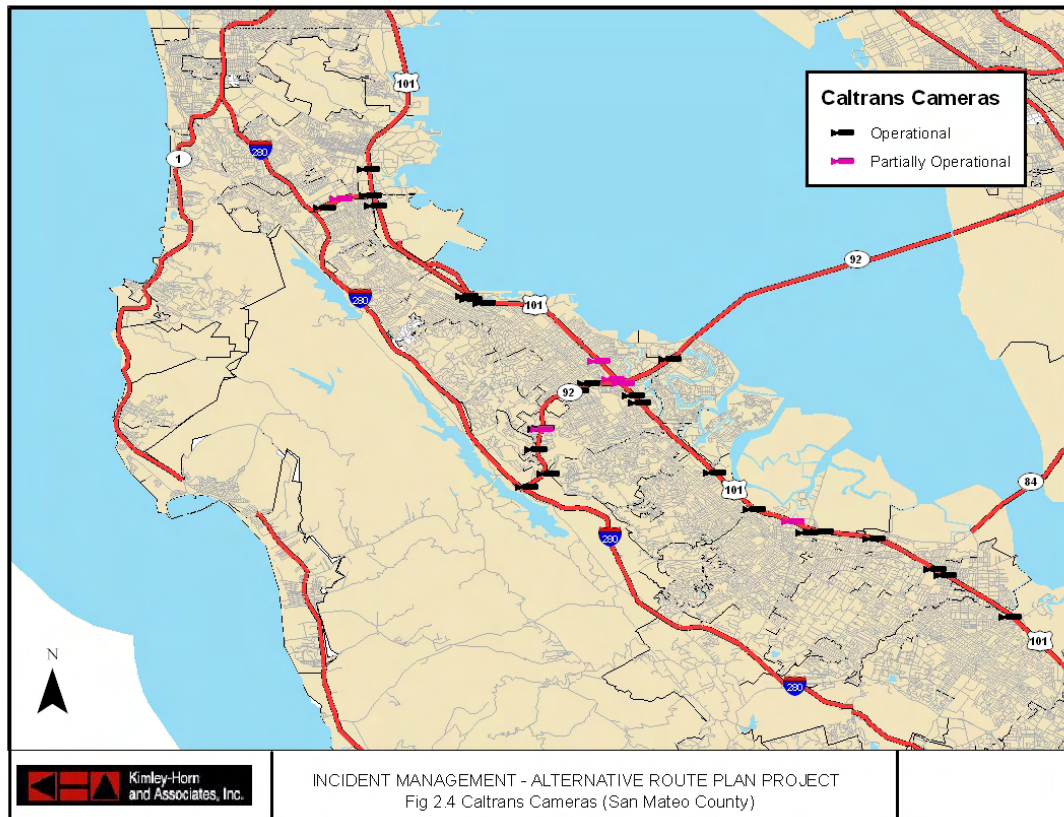 101
280
1
Caltrans Cameras
Operational
Partially Operational
92
280
101
92
101
84
280
101
280
N
Kimley-Horn
and Associates, Inc.
INCIDENT MANAGEMENT - ALTERNATIVE ROUTE PLAN PROJECT
Fig 2.4 Caltrans Cameras (San Mateo County)